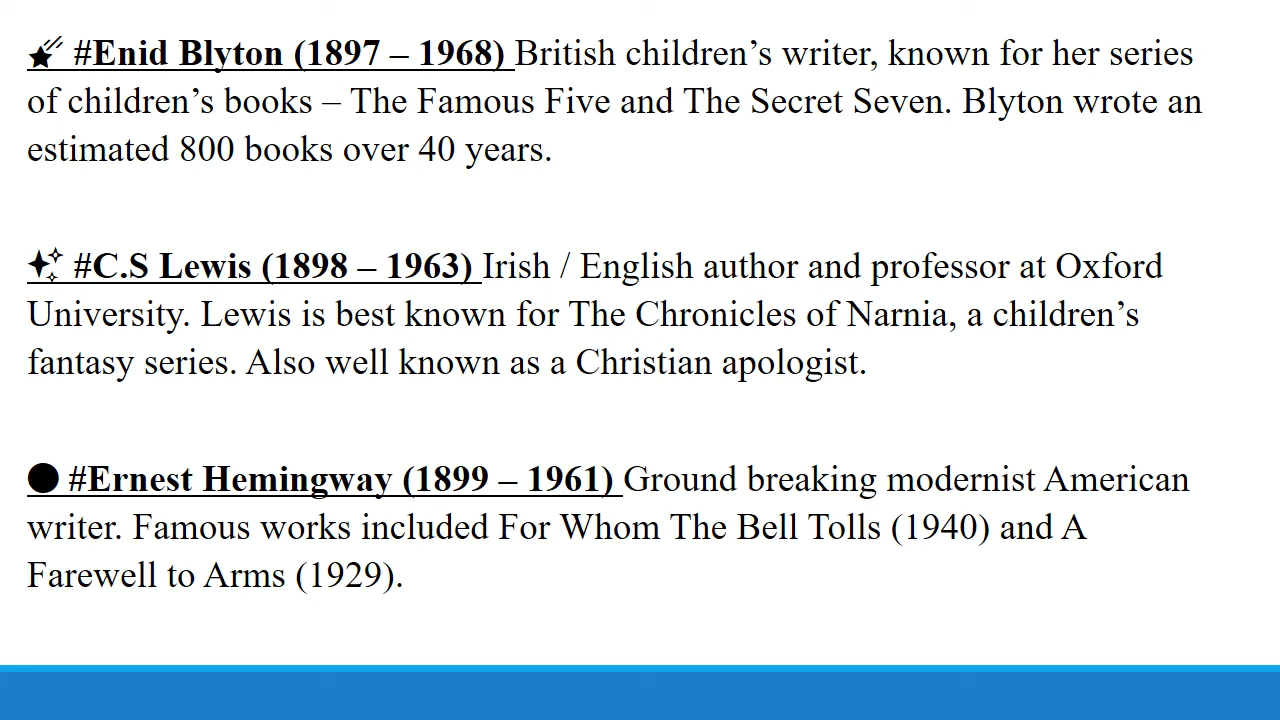 #Enid Blyton (1897 – 1968) British children’s writer, known for her series
of children’s books – The Famous Five and The Secret Seven. Blyton wrote an
estimated 800 books over 40 years.
#C.S Lewis (1898 – 1963) Irish / English author and professor at Oxford
University. Lewis is best known for The Chronicles of Narnia, a children’s
fantasy series. Also well known as a Christian apologist.
#Ernest Hemingway (1899 – 1961) Ground breaking modernist American
writer. Famous works included For Whom The Bell Tolls (1940) and A
Farewell to Arms (1929).